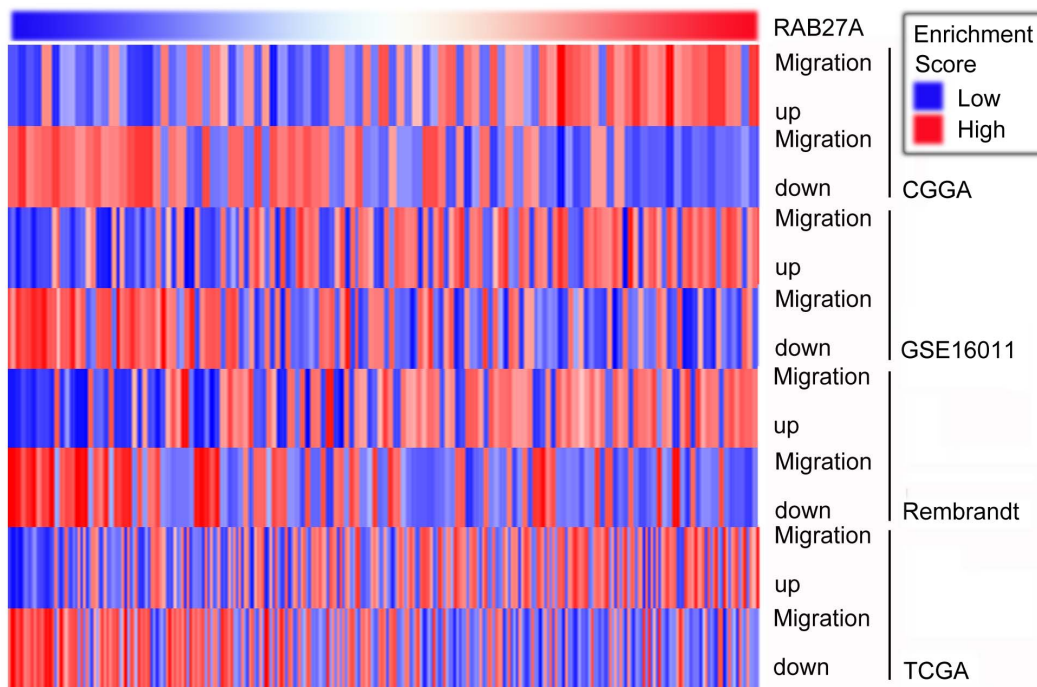 RAB27A
Enrichment
Score
Low
High
Migration
up
Migration
down
CGGA
Migration
up
Migration
down
GSE16011
Migration
up
Migration
down
Rembrandt
Migration
up
Migration
down
TCGA